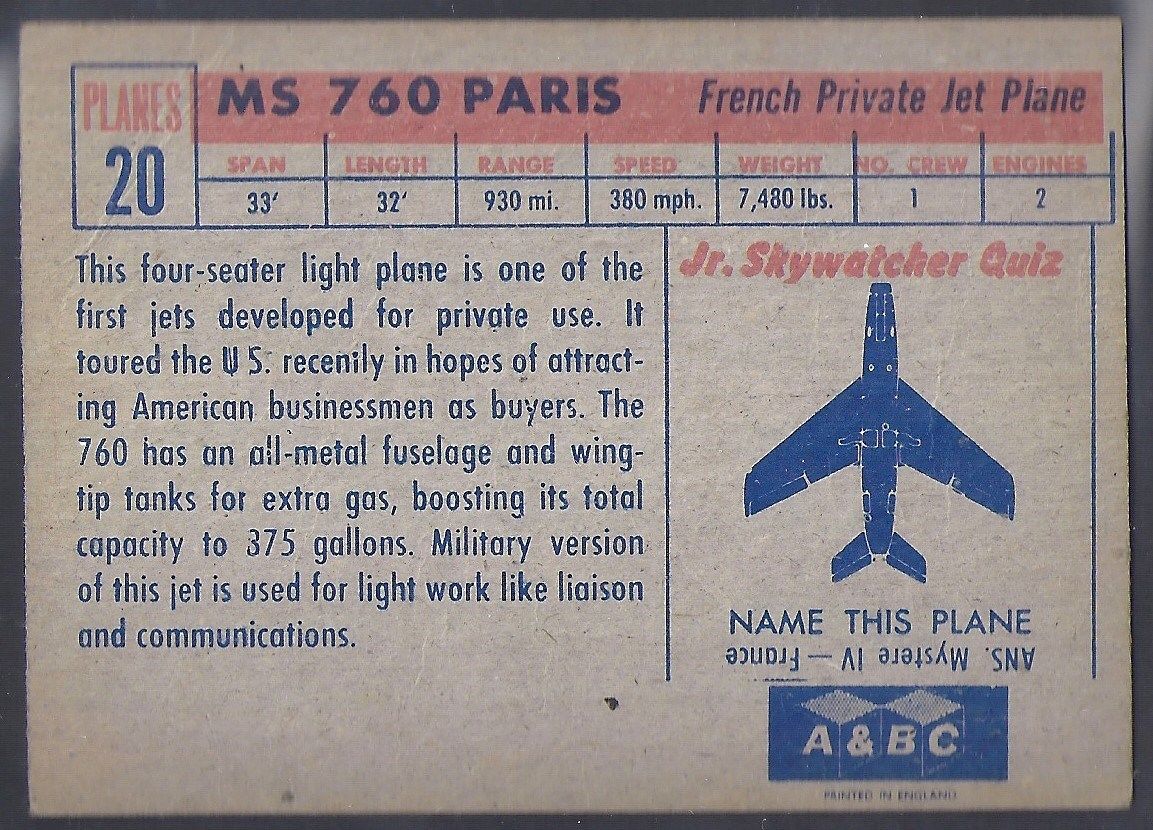 PLANES
20
MS 760 PARIS French Private Jet Plane
SPAN LENGTH RANGE SPEED WEIGHT NO. CREW ENGINES
33′ 32′ 930 mi. 380 mph. 7,480 lbs. 1 2
This four-seater light plane is one of the
first jets developed for private use. It
toured the U S. recenily in hopes of attract-
ing American businessmen as buyers. The
760 has an all-metal fuselage and wing-
tip tanks for extra gas, boosting its total
capacity to 375 gallons. Military version
of this jet is used for light work like liaison
and communications.
Jr. Skywatcher Quiz
NAME THIS PLANE
ANS. Mystere IV — France
A & B C
PRINTED IN ENGLAND